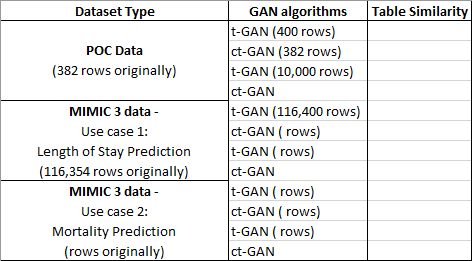 Dataset Type GAN algorithms Table Similarity
t-GAN (400 rows)
POC Data ct-GAN (382 rows)
(382 rows originally) t-GAN (10,000 rows)
ct-GAN
MIMIC 3 data - t-GAN (116,400 rows)
Use case 1: ct-GAN ( rows)
Length of Stay Prediction t-GAN ( rows)
(116,354 rows originally) ct-GAN
MIMIC 3 data - t-GAN ( rows)
Use case 2: ct-GAN ( rows)
Mortality Prediction t-GAN ( rows)
(rows originally) ct-GAN